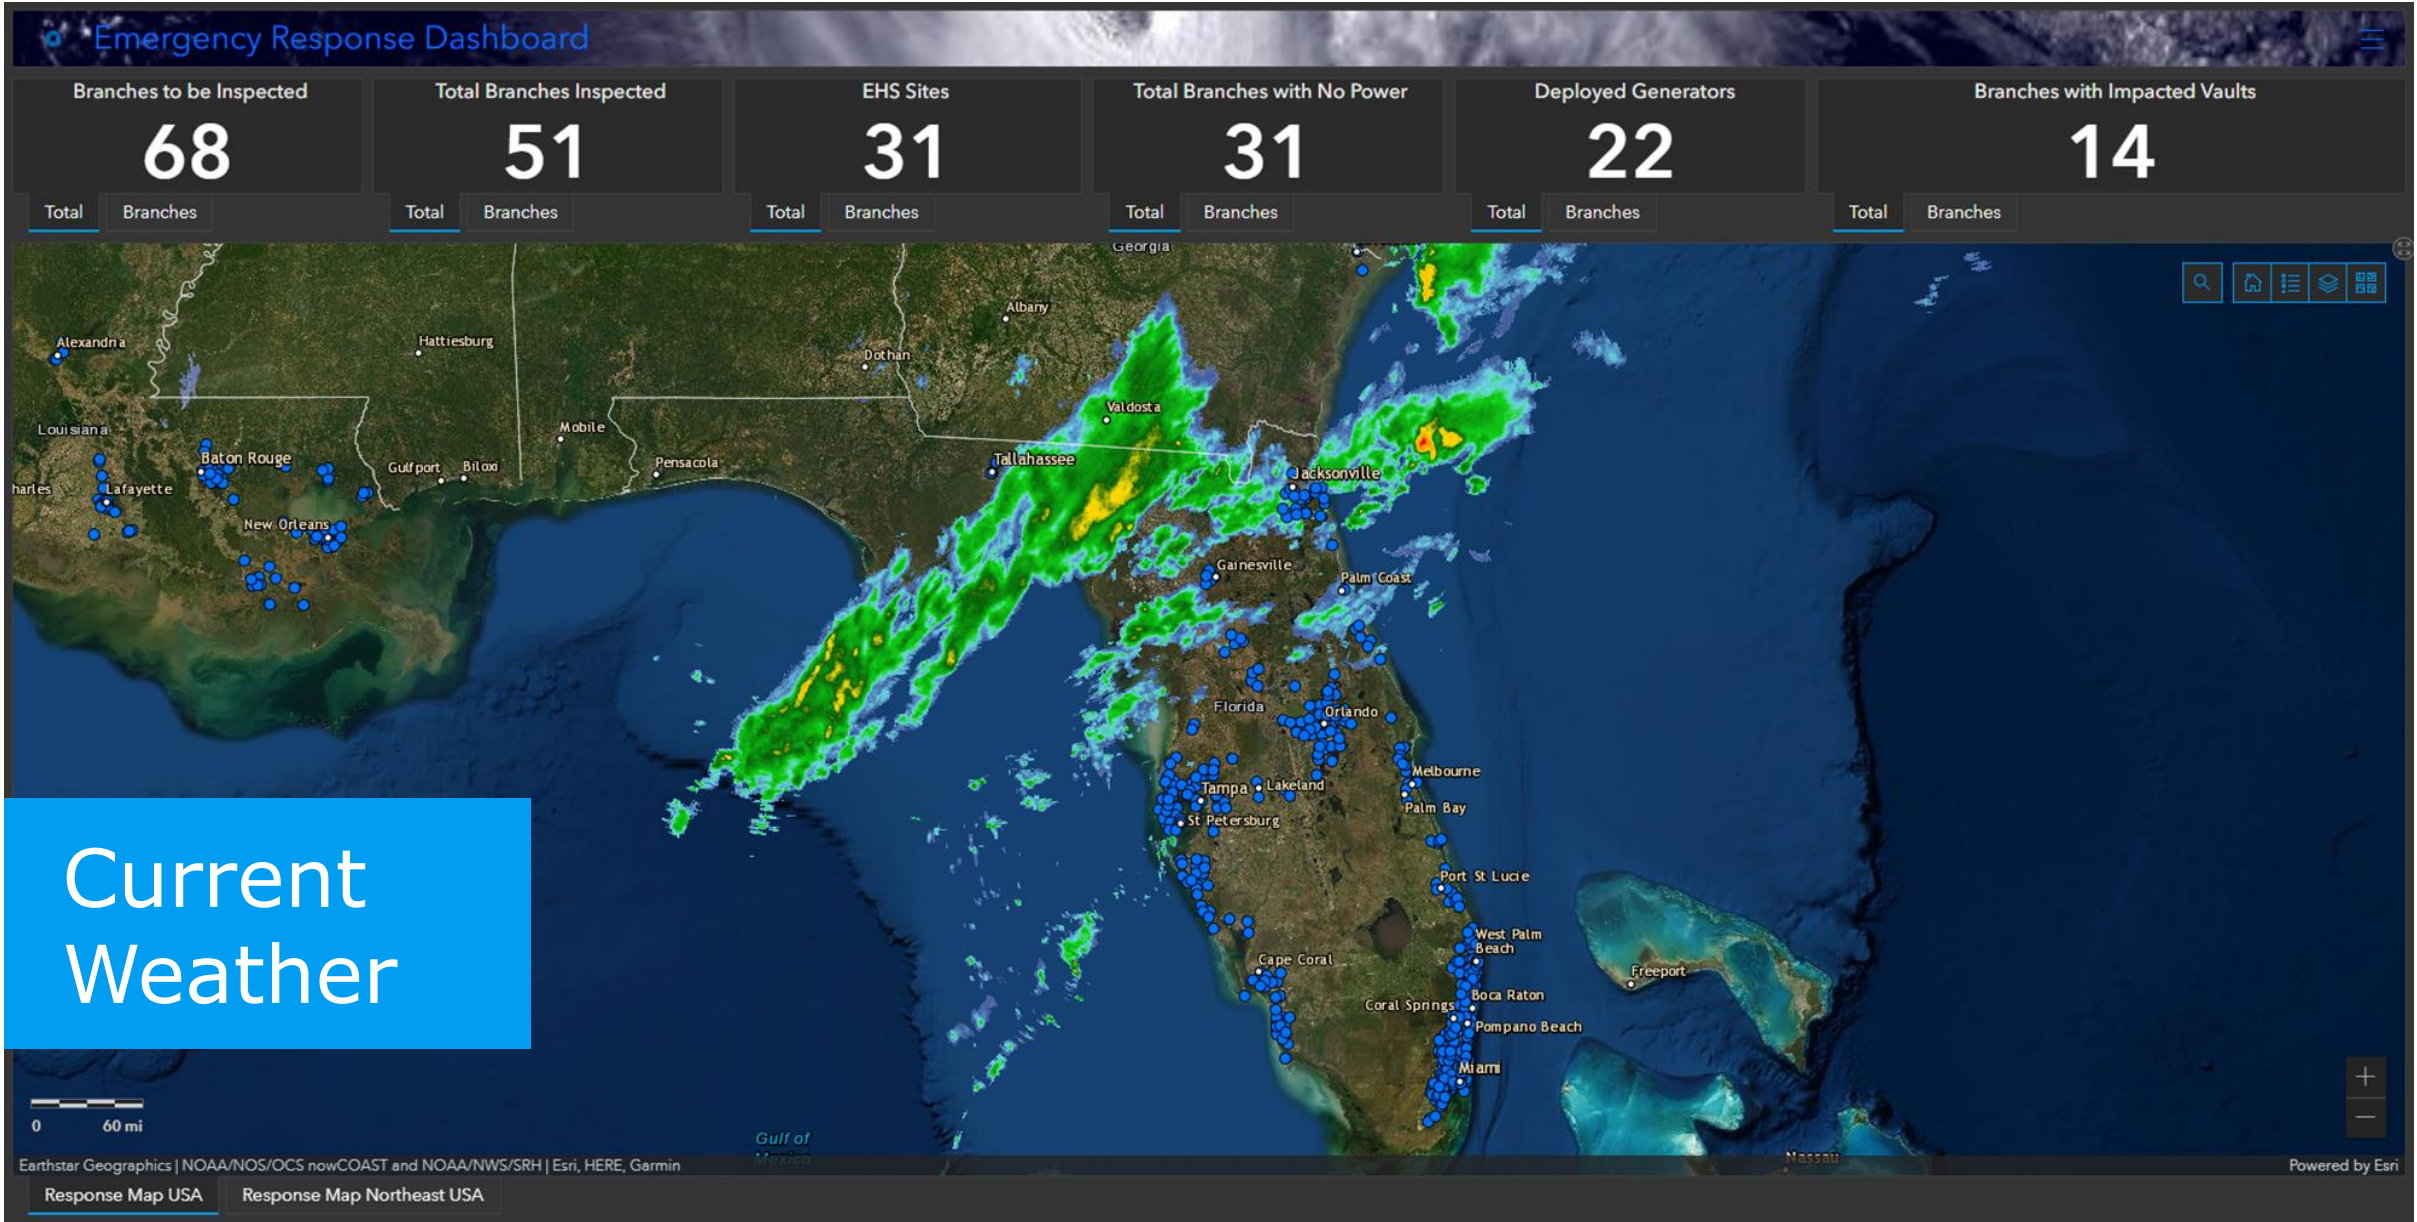 Emergency Response Dashboard
Branches to be Inspected
68
Total
Branches
Total Branches Inspected
51
Total
Branches
EHS Sites
31
Total
Branches
Total Branches with No Power
31
Total
Branches
Deployed Generators
22
Total
Branches
Branches with Impacted Vaults
14
Total
Branches
Georgia
Albany
Alexandria
Hattiesburg
Dothan
Valdosta
Louisiana
Mobile
Baton Rouge
Gulfport
Biloxi
Pensacola
Tallahassee
Jacksonville
harles
Lafayette
New Orleans
Gainesville
Palm Coast
Florida
Orlando
Melbourne
Tampa
Lakeland
Palm Bay
St Petersburg
Port St Lucie
West Palm
Beach
Cape Coral
Freeport
Boca Raton
Coral Springs
Pompano Beach
Miami
Current
Weather
0
60 mi
Gulf of
Mexico
Nassau
Earthstar Geographics | NOAA/NOS/OCS nowCOAST and NOAA/NWS/SRH | Esri, HERE, Garmin
Powered by Esri
Response Map USA
Response Map Northeast USA